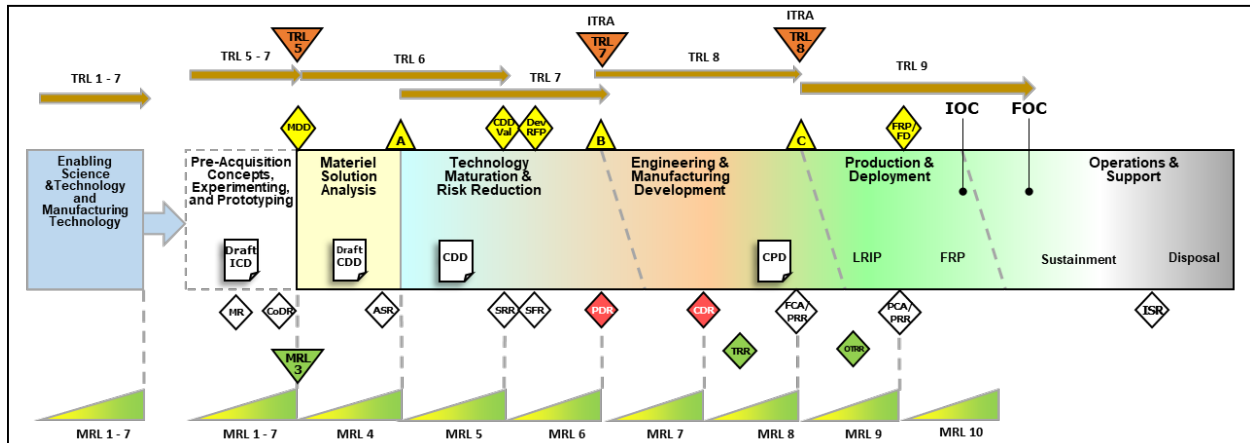 ITRA
ITRA
TRL
5
TRL
7
TRL
8
TRL 5 - 7
TRL 6
TRL 8
TRL 9
TRL 1 - 7
TRL 7
IOC
FOC
MDD
A
CDD
Val
Dev
RFP
B
C
FRP/
FD
Enabling
Science
&Technology
and
Manufacturing
Technology
Pre-Acquisition
Concepts,
Experimenting,
and Prototyping
Materiel
Solution
Analysis
Technology
Maturation &
Risk Reduction
Engineering &
Manufacturing
Development
Production &
Deployment
Operations &
Support
Draft
ICD
Draft
CDD
CDD
CPD
LRIP
FRP
Sustainment
Disposal
MR
CoDR
ASR
SRR
SFR
PDR
CDR
FCA/
PRR
PCA/
PRR
ISR
TRR
OTRR
MRL
3
MRL 1 - 7
MRL 1 - 7
MRL 4
MRL 5
MRL 6
MRL 7
MRL 8
MRL 9
MRL 10